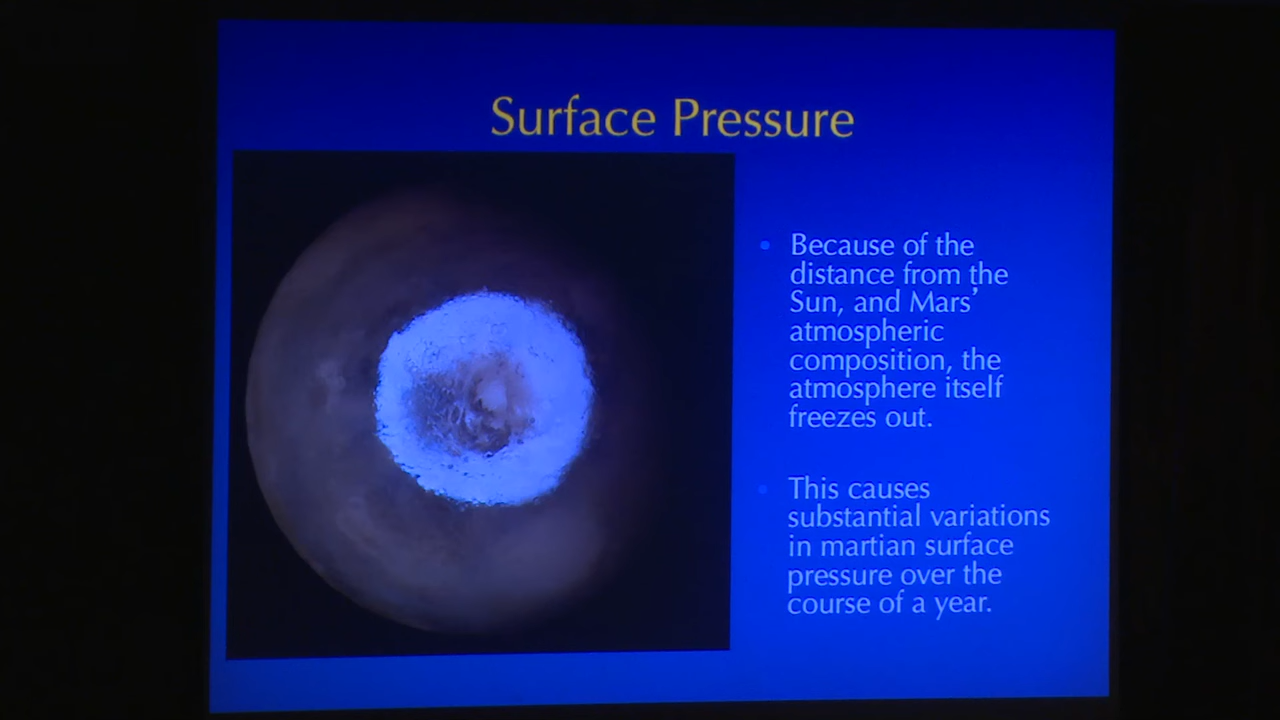 Surface Pressure
• Because of the
distance from the
Sun, and Mars’
atmospheric
composition, the
atmosphere itself
freezes out.
• This causes
substantial variations
in martian surface
pressure over the
course of a year.